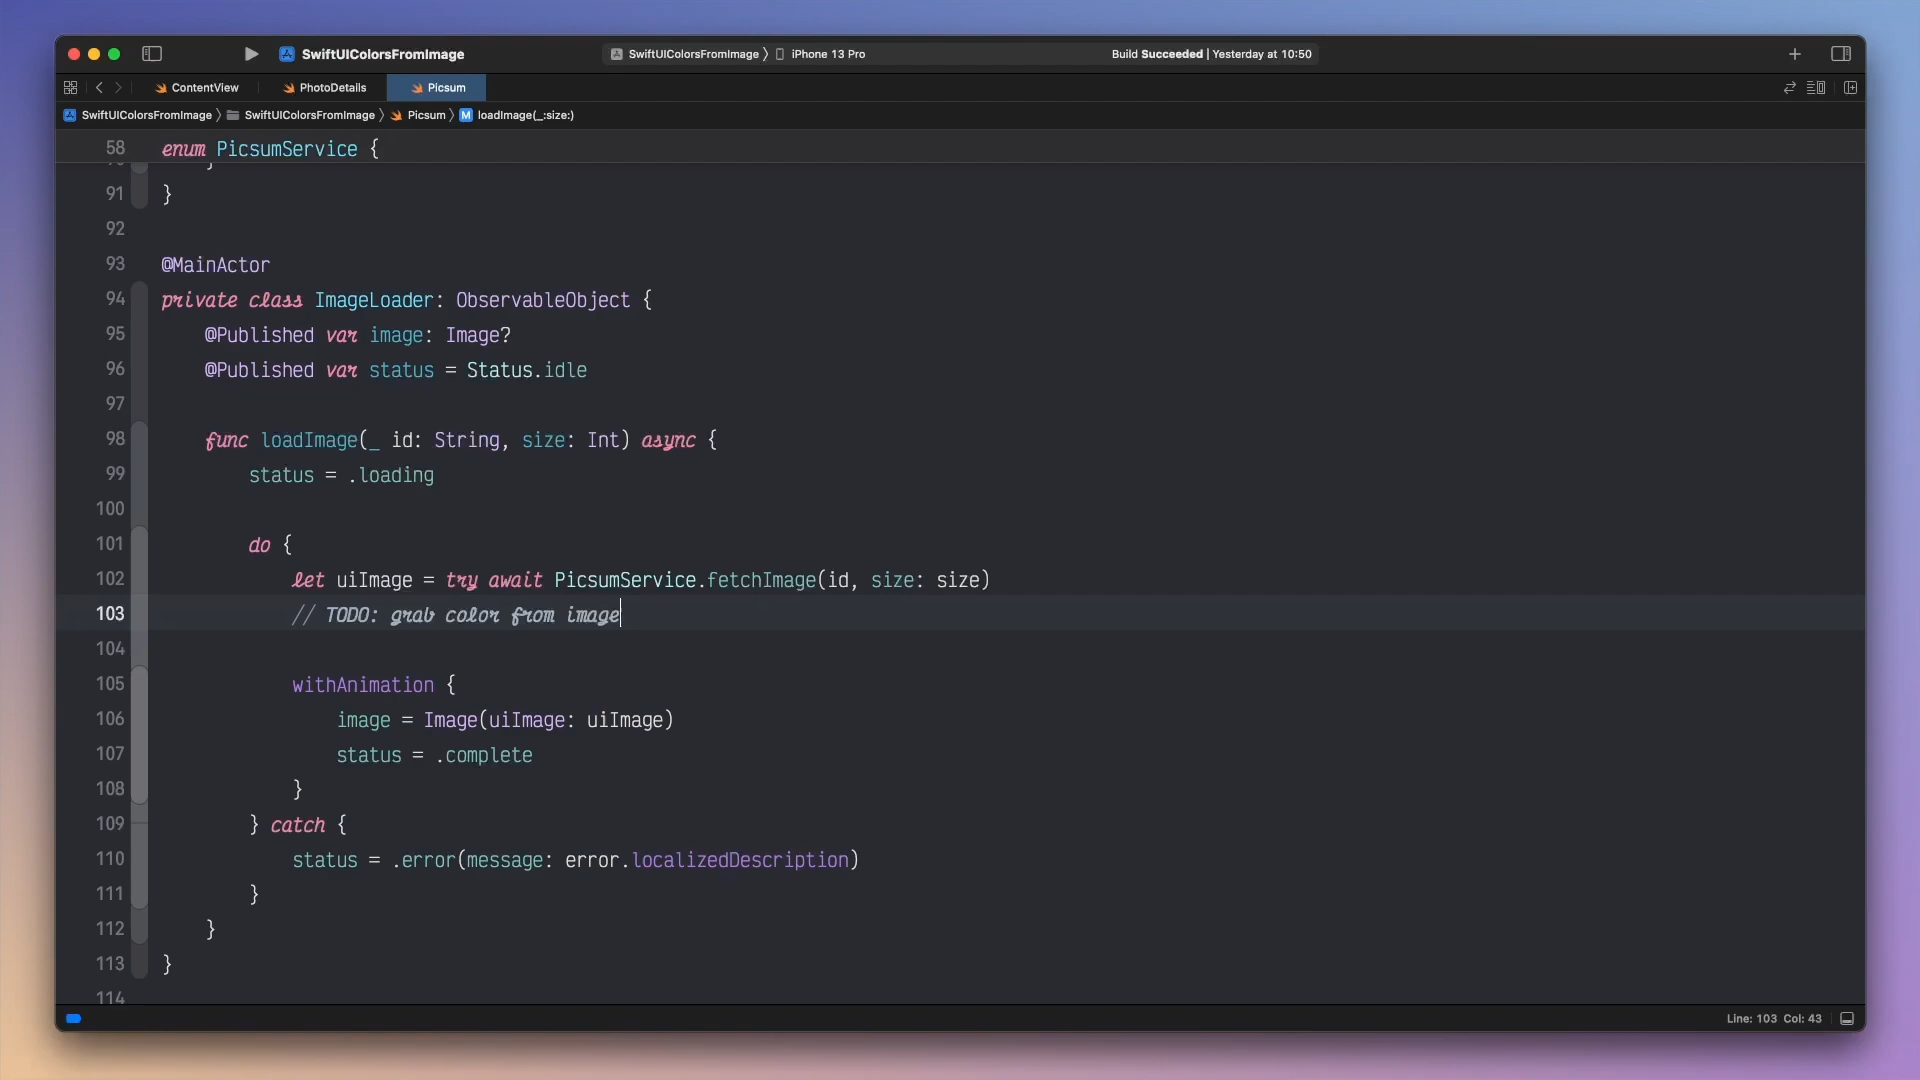 SwiftUIColorsFromImage
SwiftUIColorsFromImage 〉 iPhone 13 Pro
Build Succeeded | Yesterday at 10:50
ContentView
PhotoDetails
Picsum
SwiftUIColorsFromImage 〉 SwiftUIColorsFromImage 〉 Picsum 〉 M loadImage(_:size:)
58 enum PicsumService {
91 }
92
93 @MainActor
94 private class ImageLoader: ObservableObject {
95 @Published var image: Image?
96 @Published var status = Status.idle
97
98 func loadImage(_ id: String, size: Int) async {
99 status = .loading
100
101 do {
102 let uiImage = try await PicsumService.fetchImage(id, size: size)
103 // TODO: grab color from image
104
105 withAnimation {
106 image = Image(uiImage: uiImage)
107 status = .complete
108 }
109 } catch {
110 status = .error(message: error.localizedDescription)
111 }
112 }
113 }
114
Line: 103 Col: 43